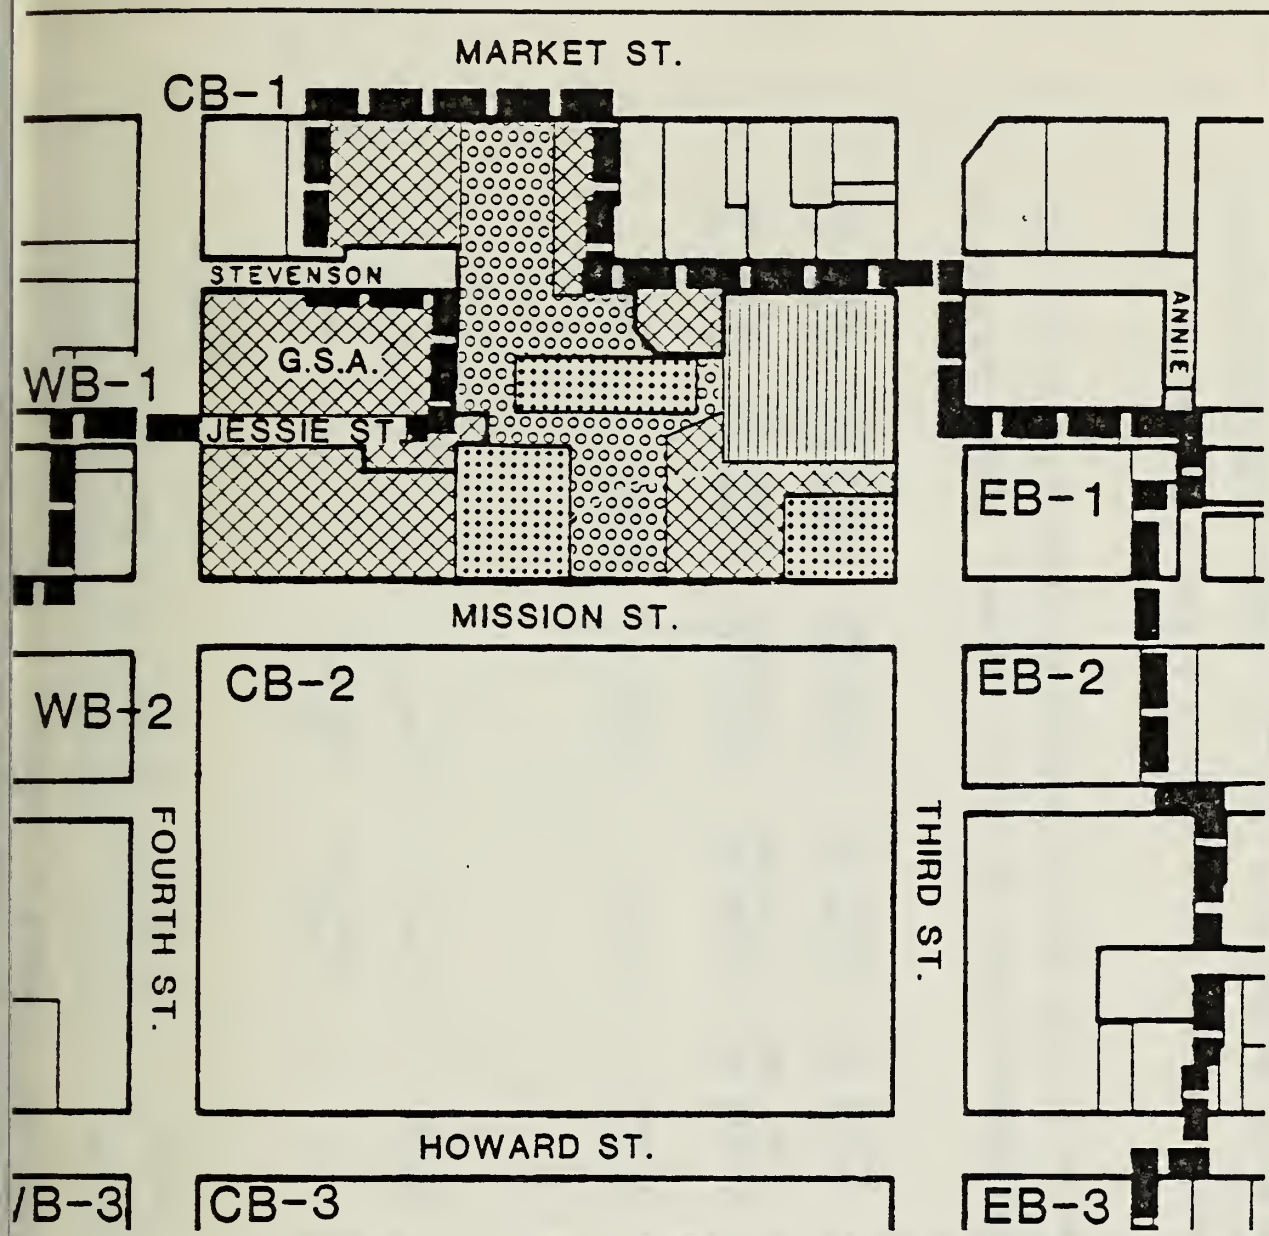 MARKET ST.
CB-1
STEVENSON
ANNIE
G.S.A.
WB-1
JESSIE ST.
EB-1
MISSION ST.
CB-2
EB-2
WB-2
FOURTH ST.
THIRD ST.
HOWARD ST.
/B-3
CB-3
EB-3